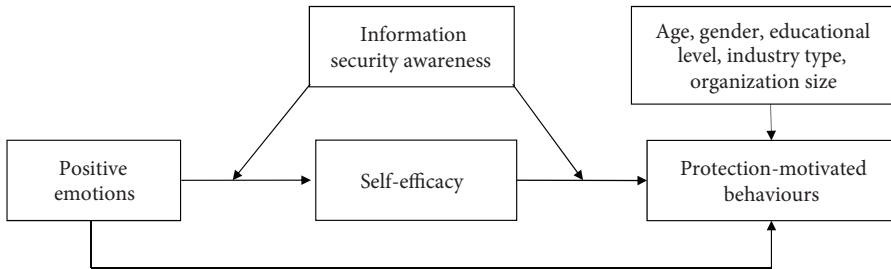 Information
security awareness
Age, gender, educational
level, industry type,
organization size
Positive
emotions
Self-efficacy
Protection-motivated
behaviours